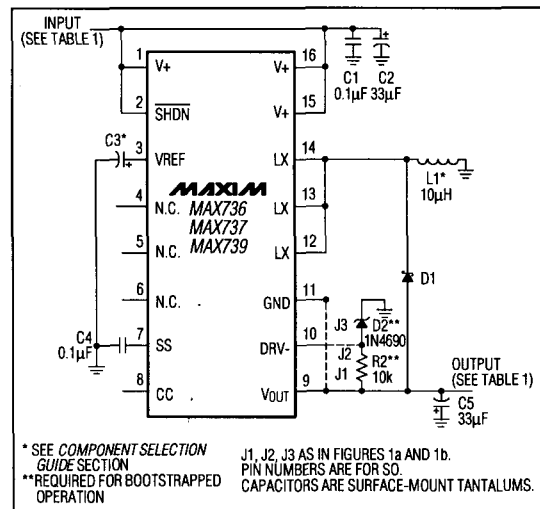 INPUT
(SEE TABLE 1)
1
V+
16
V+
C1
0.1µF
C2
33µF
2
SHDN
15
V+
C3*
3
VREF
14
LX
L1*
10µH
MAXIM
MAX736
MAX737
MAX739
4
N.C.
13
LX
5
N.C.
12
LX
D1
6
N.C.
11
GND
J3
D2**
1N4690
C4
0.1µF
7
SS
10
DRV-
J2
J1
R2**
10k
8
CC
9
VOUT
OUTPUT
(SEE TABLE 1)
C5
33µF
* SEE COMPONENT SELECTION
GUIDE SECTION
**REQUIRED FOR BOOTSTRAPPED
OPERATION
J1, J2, J3 AS IN FIGURES 1a AND 1b.
PIN NUMBERS ARE FOR SO.
CAPACITORS ARE SURFACE-MOUNT TANTALUMS.